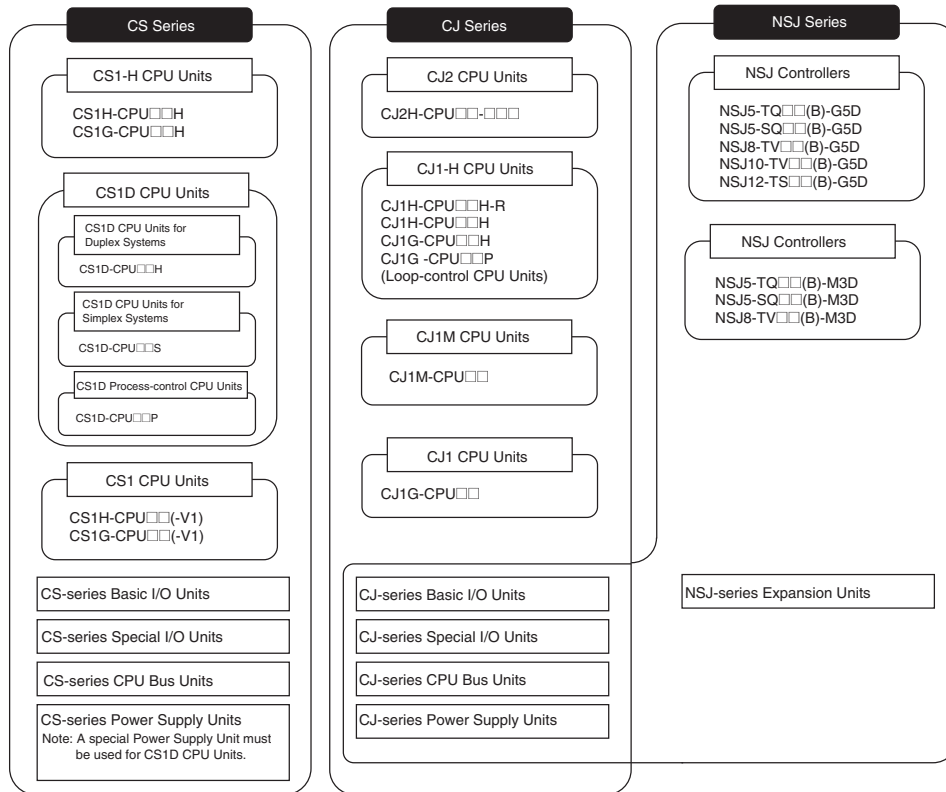 CS Series
CS1-H CPU Units
CS1H-CPU□□H
CS1G-CPU□□H
CS1D CPU Units
CS1D CPU Units for
Duplex Systems
CS1D-CPU□□H
CS1D CPU Units for
Simplex Systems
CS1D-CPU□□S
CS1D Process-control CPU Units
CS1D-CPU□□P
CS1 CPU Units
CS1H-CPU□□(-V1)
CS1G-CPU□□(-V1)
CS-series Basic I/O Units
CS-series Special I/O Units
CS-series CPU Bus Units
CS-series Power Supply Units
Note: A special Power Supply Unit must
be used for CS1D CPU Units.
CJ Series
CJ2 CPU Units
CJ2H-CPU□□-□□□
CJ1-H CPU Units
CJ1H-CPU□□H-R
CJ1H-CPU□□H
CJ1G-CPU□□H
CJ1G -CPU□□P
(Loop-control CPU Units)
CJ1M CPU Units
CJ1M-CPU□□
CJ1 CPU Units
CJ1G-CPU□□
CJ-series Basic I/O Units
CJ-series Special I/O Units
CJ-series CPU Bus Units
CJ-series Power Supply Units
NSJ Series
NSJ Controllers
NSJ5-TQ□□(B)-G5D
NSJ5-SQ□□(B)-G5D
NSJ8-TV□□(B)-G5D
NSJ10-TV□□(B)-G5D
NSJ12-TS□□(B)-G5D
NSJ Controllers
NSJ5-TQ□□(B)-M3D
NSJ5-SQ□□(B)-M3D
NSJ8-TV□□(B)-M3D
NSJ-series Expansion Units